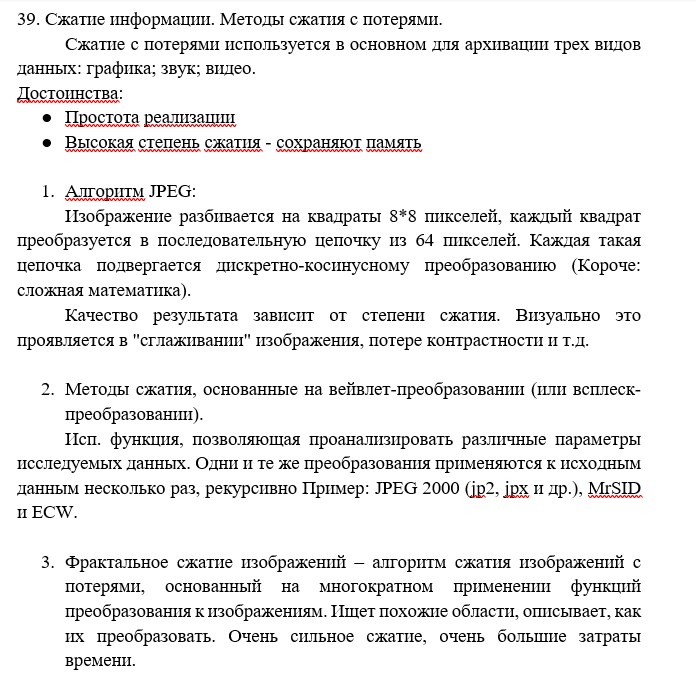 39. Сжатие информации. Методы сжатия с потерями.
Сжатие с потерями используется в основном для архивации трех видов
данных: графика; звук; видео.
Достоинства:
● Простота реализации
● Высокая степень сжатия - сохраняют память
1. Алгоритм JPEG:
Изображение разбивается на квадраты 8*8 пикселей, каждый квадрат
преобразуется в последовательную цепочку из 64 пикселей. Каждая такая
цепочка подвергается дискретно-косинусному преобразованию (Короче:
сложная математика).
Качество результата зависит от степени сжатия. Визуально это
проявляется в "сглаживании" изображения, потере контрастности и т.д.
2. Методы сжатия, основанные на вейвлет-преобразовании (или всплеск-
преобразовании).
Исп. функция, позволяющая проанализировать различные параметры
исследуемых данных. Одни и те же преобразования применяются к исходным
данным несколько раз, рекурсивно Пример: JPEG 2000 (jp2, jpx и др.), MrSID
и ECW.
3. Фрактальное сжатие изображений – алгоритм сжатия изображений с
потерями, основанный на многократном применении функций
преобразования к изображениям. Ищет похожие области, описывает, как
их преобразовать. Очень сильное сжатие, очень большие затраты
времени.